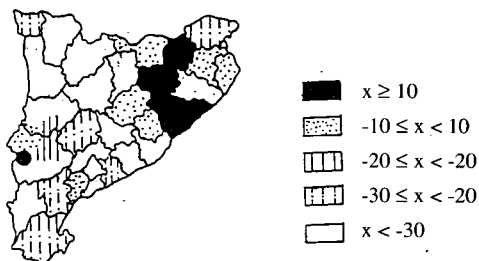 x ≥ 10
-10 ≤ x < 10
-20 ≤ x < -20
-30 ≤ x < -20
x < -30